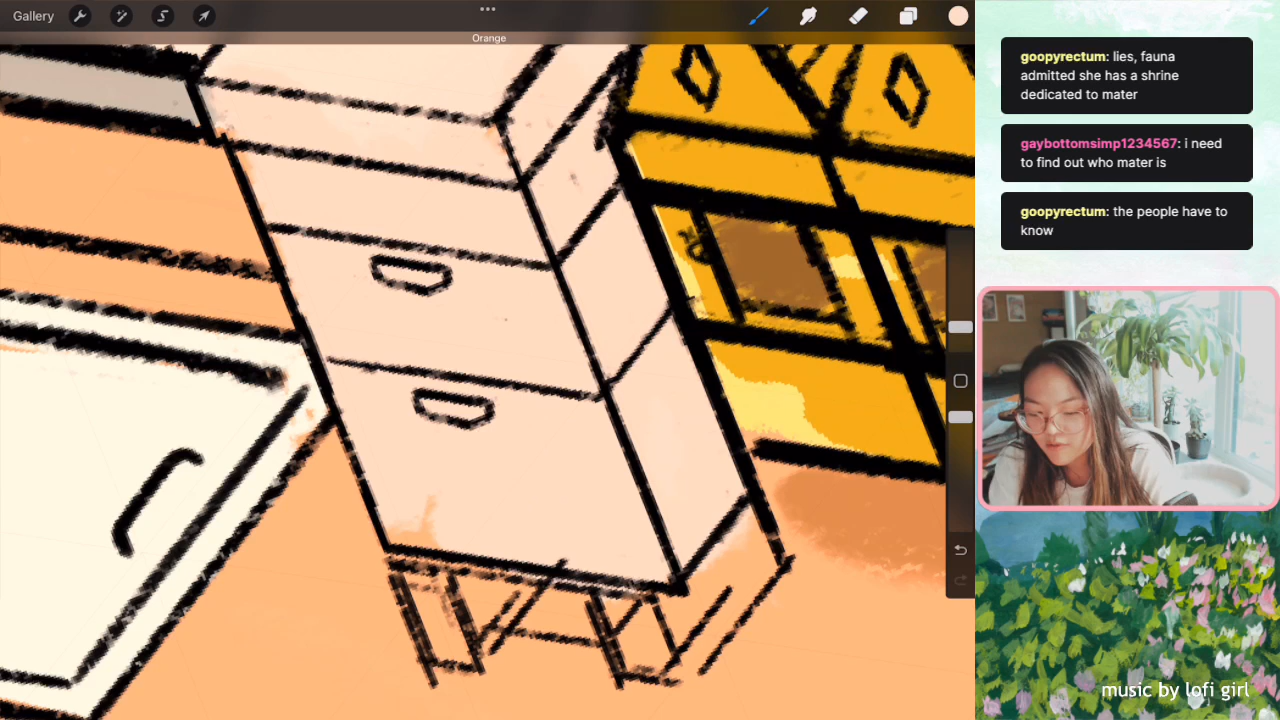 Gallery
Orange
goopyrectum: lies, fauna
admitted she has a shrine
dedicated to mater
gaybottomsimp1234567: i need
to find out who mater is
goopyrectum: the people have to
know
music by lofi girl